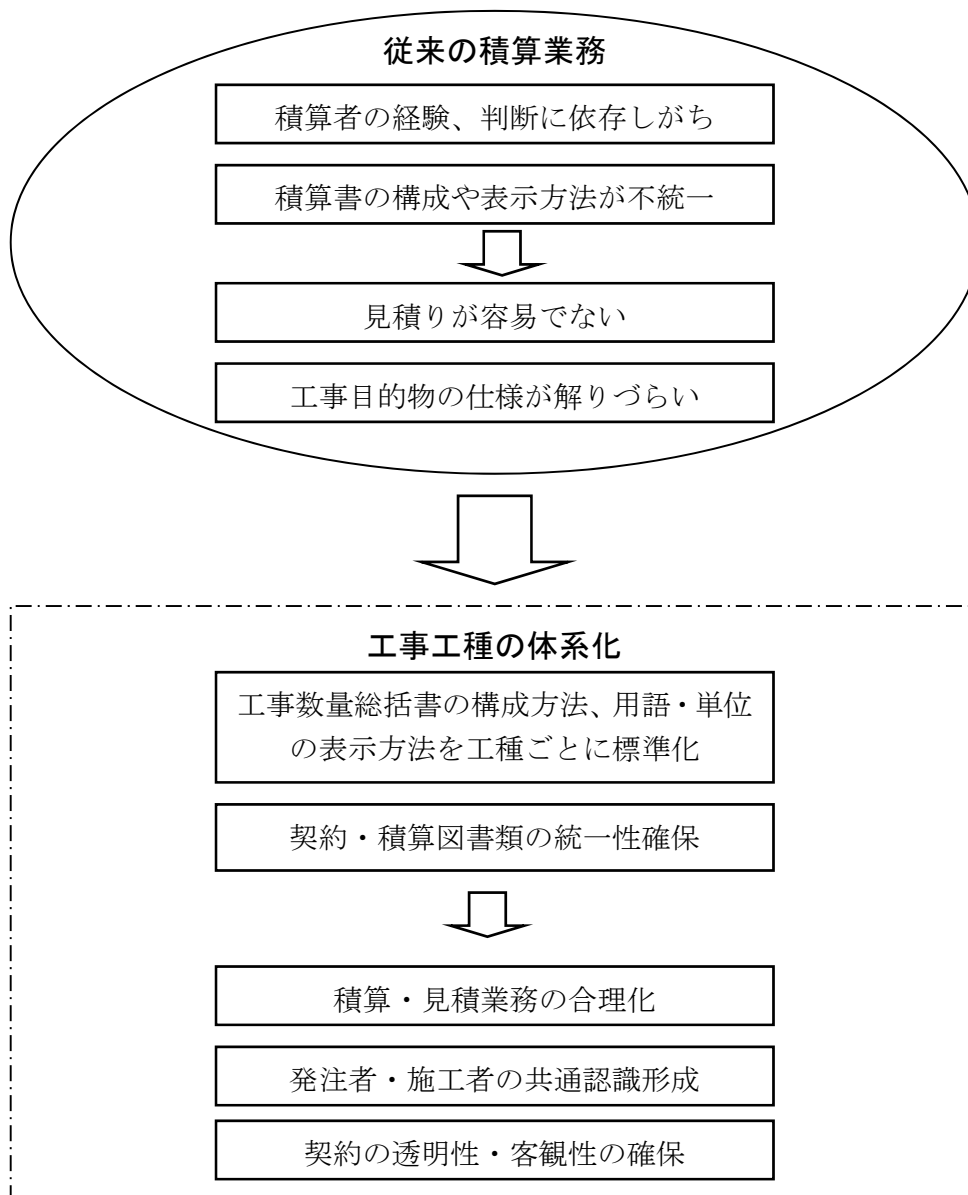 従来の積算業務
積算者の経験、判断に依存しがち
積算書の構成や表示方法が不統一
見積りが容易でない
工事目的物の仕様が解りづらい
工事工種の体系化
工事数量総括書の構成方法、用語・単位
の表示方法を工種ごとに標準化
契約・積算図書類の統一性確保
積算・見積業務の合理化
発注者・施工者の共通認識形成
契約の透明性・客観性の確保